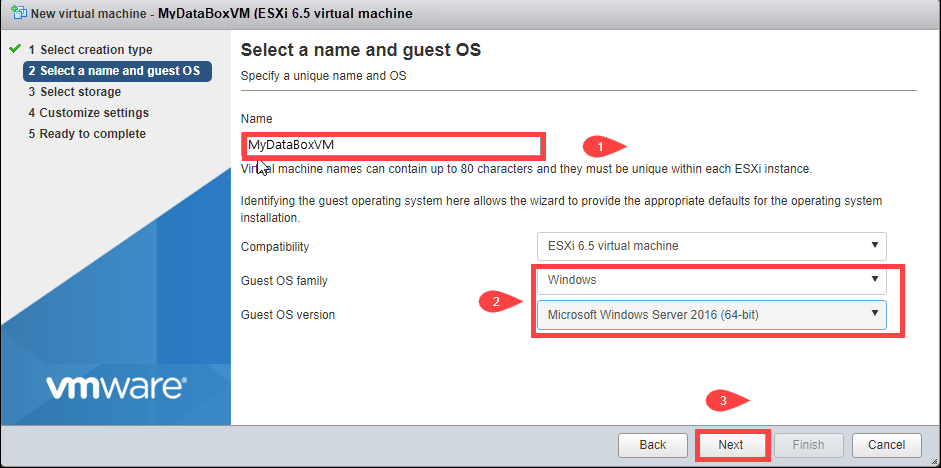 New virtual machine - MyDataBoxVM (ESXi 6.5 virtual machine
1 Select creation type
2 Select a name and guest OS
3 Select storage
4 Customize settings
5 Ready to complete
vmware®
Select a name and guest OS
Specify a unique name and OS
Name
MyDataBoxVM
1
Virtual machine names can contain up to 80 characters and they must be unique within each ESXi instance.
Identifying the guest operating system here allows the wizard to provide the appropriate defaults for the operating system
installation.
Compatibility ESXi 6.5 virtual machine
Guest OS family Windows
2
Guest OS version Microsoft Windows Server 2016 (64-bit)
3
Back Next Finish Cancel